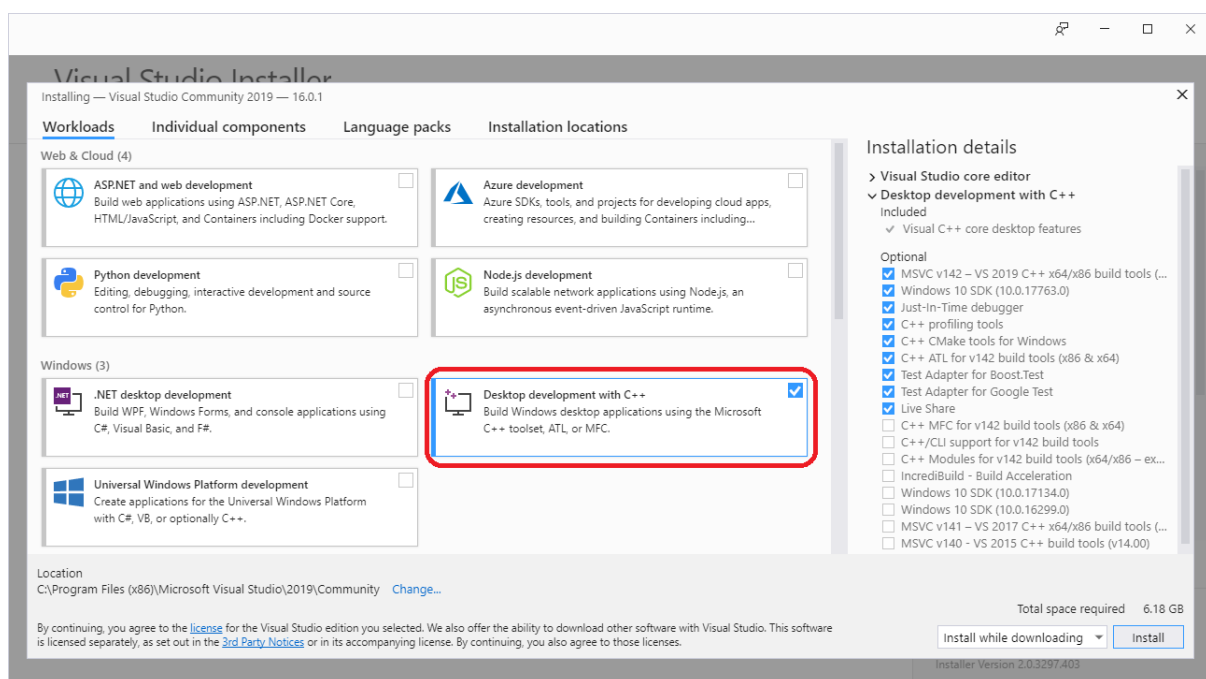 Visual Studio Installer
Installing — Visual Studio Community 2019 — 16.0.1
Workloads Individual components Language packs Installation locations
Web & Cloud (4)
ASP.NET and web development
Build web applications using ASP.NET, ASP.NET Core,
HTML/JavaScript, and Containers including Docker support.
Azure development
Azure SDKs, tools, and projects for developing cloud apps,
creating resources, and building Containers including...
Python development
Editing, debugging, interactive development and source
control for Python.
Node.js development
Build scalable network applications using Node.js, an
asynchronous event-driven JavaScript runtime.
Windows (3)
.NET
.NET desktop development
Build WPF, Windows Forms, and console applications using
C#, Visual Basic, and F#.
Desktop development with C++
Build Windows desktop applications using the Microsoft
C++ toolset, ATL, or MFC.
Universal Windows Platform development
Create applications for the Universal Windows Platform
with C#, VB, or optionally C++.
Installation details
Visual Studio core editor
Desktop development with C++
Included
Visual C++ core desktop features
Optional
MSVC v142 – VS 2019 C++ x64/x86 build tools (...
Windows 10 SDK (10.0.17763.0)
Just-In-Time debugger
C++ profiling tools
C++ CMake tools for Windows
C++ ATL for v142 build tools (x86 & x64)
Test Adapter for Boost.Test
Test Adapter for Google Test
Live Share
C++ MFC for v142 build tools (x86 & x64)
C++/CLI support for v142 build tools
C++ Modules for v142 build tools (x64/x86 – ex...
IncrediBuild - Build Acceleration
Windows 10 SDK (10.0.17134.0)
Windows 10 SDK (10.0.16299.0)
MSVC v141 – VS 2017 C++ x64/x86 build tools (...
MSVC v140 - VS 2015 C++ build tools (v14.00)
Location
C:\Program Files (x86)\Microsoft Visual Studio\2019\Community Change...
By continuing, you agree to the license for the Visual Studio edition you selected. We also offer the ability to download other software with Visual Studio. This software
is licensed separately, as set out in the 3rd Party Notices or in its accompanying license. By continuing, you also agree to those licenses.
Total space required 6.18 GB
Install while downloading Install
Installer Version 2.0.3297.403